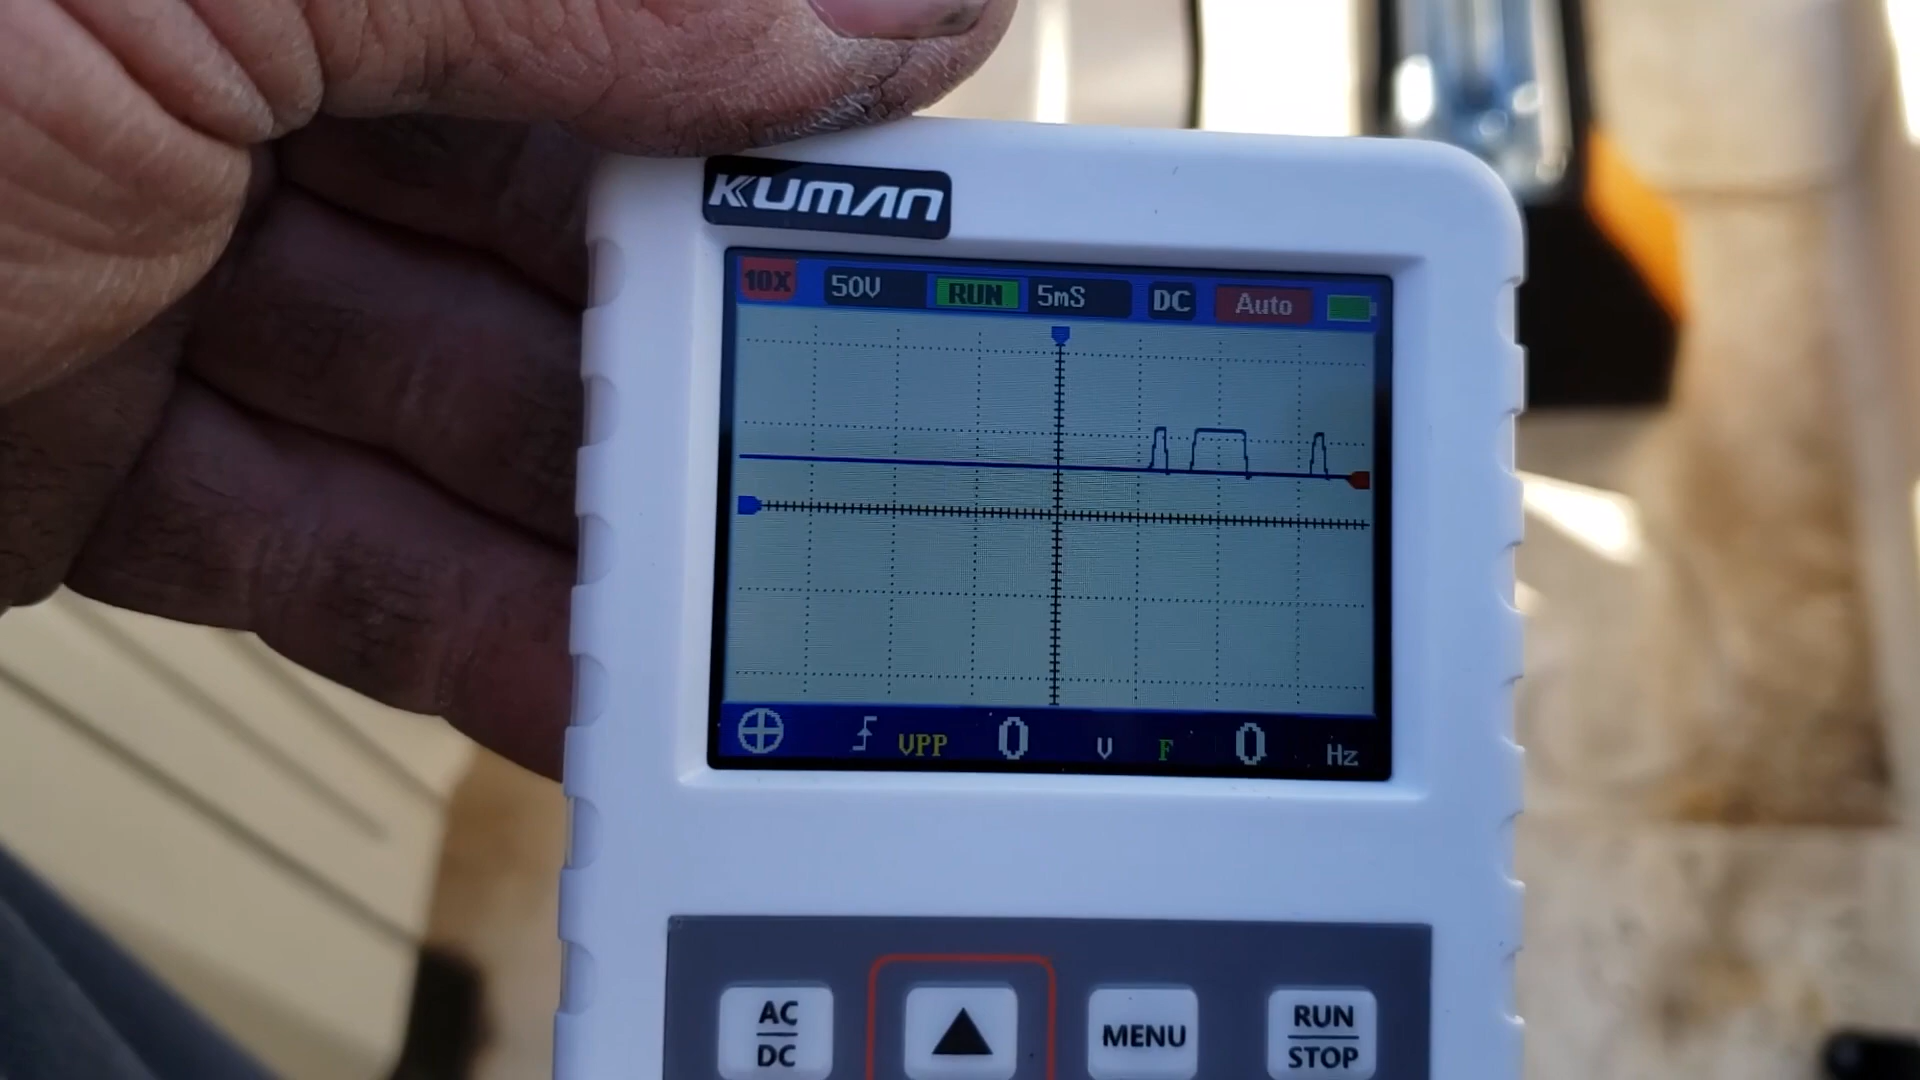 KUMAN
10X 50V RUN 5mS DC Auto
VPP 0 V F 0 Hz
AC
DC
MENU
RUN
STOP